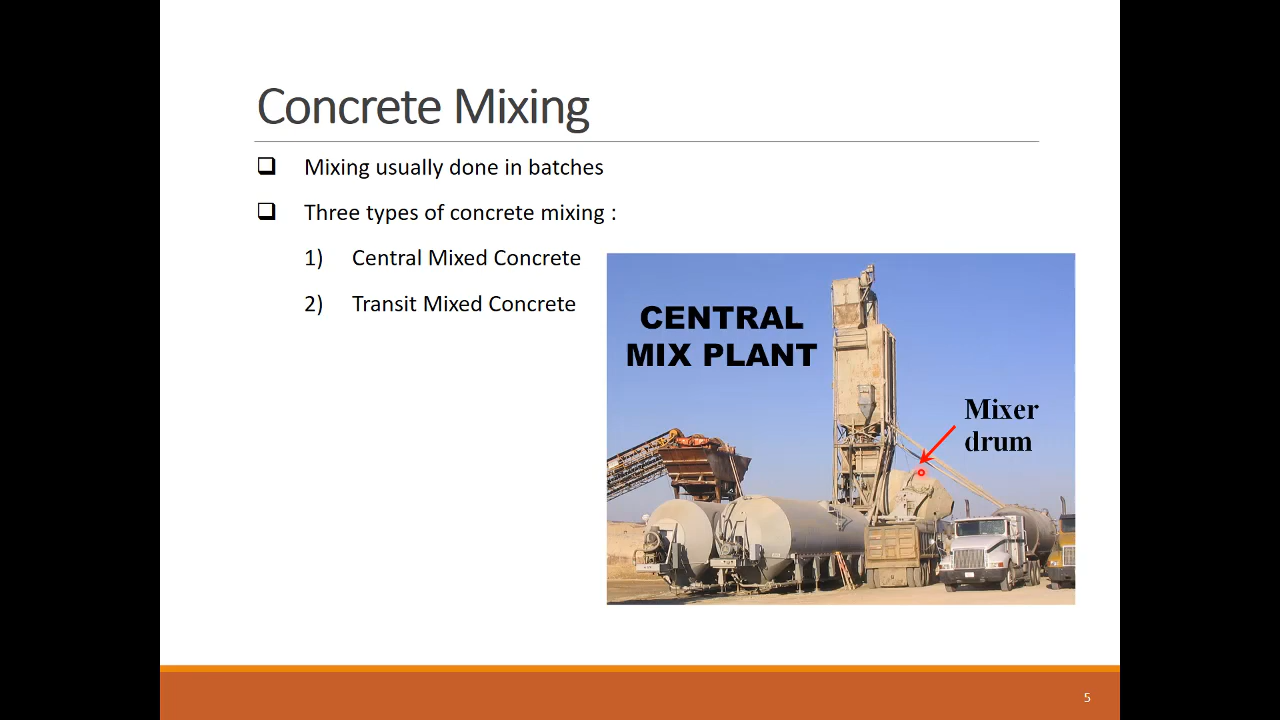 Concrete Mixing
❑ Mixing usually done in batches
❑ Three types of concrete mixing :
1) Central Mixed Concrete
2) Transit Mixed Concrete
CENTRAL
MIX PLANT
Mixer
drum
5